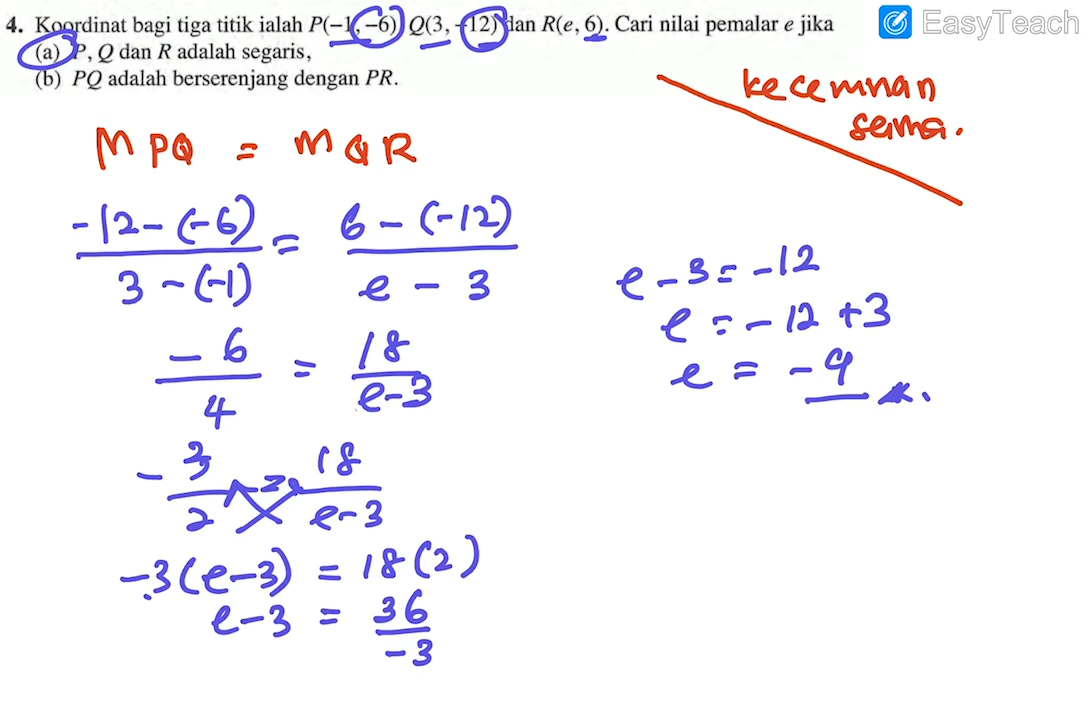 4. Koordinat bagi tiga titik ialah P(−1, −6), Q(3, −12) dan R(e, 6). Cari nilai pemalar e jika
(a) P, Q dan R adalah segaris,
(b) PQ adalah berserenjang dengan PR.
EasyTeach
kecerunan
sama.
M PQ = M QR
-12-(-6) / 3-(-1) = 6-(-12) / e-3
-6/4 = 18/e-3
-3/2 = 18/e-3
-3(e-3) = 18(2)
e-3 = 36/-3
e-3 = -12
e = -12+3
e = -9